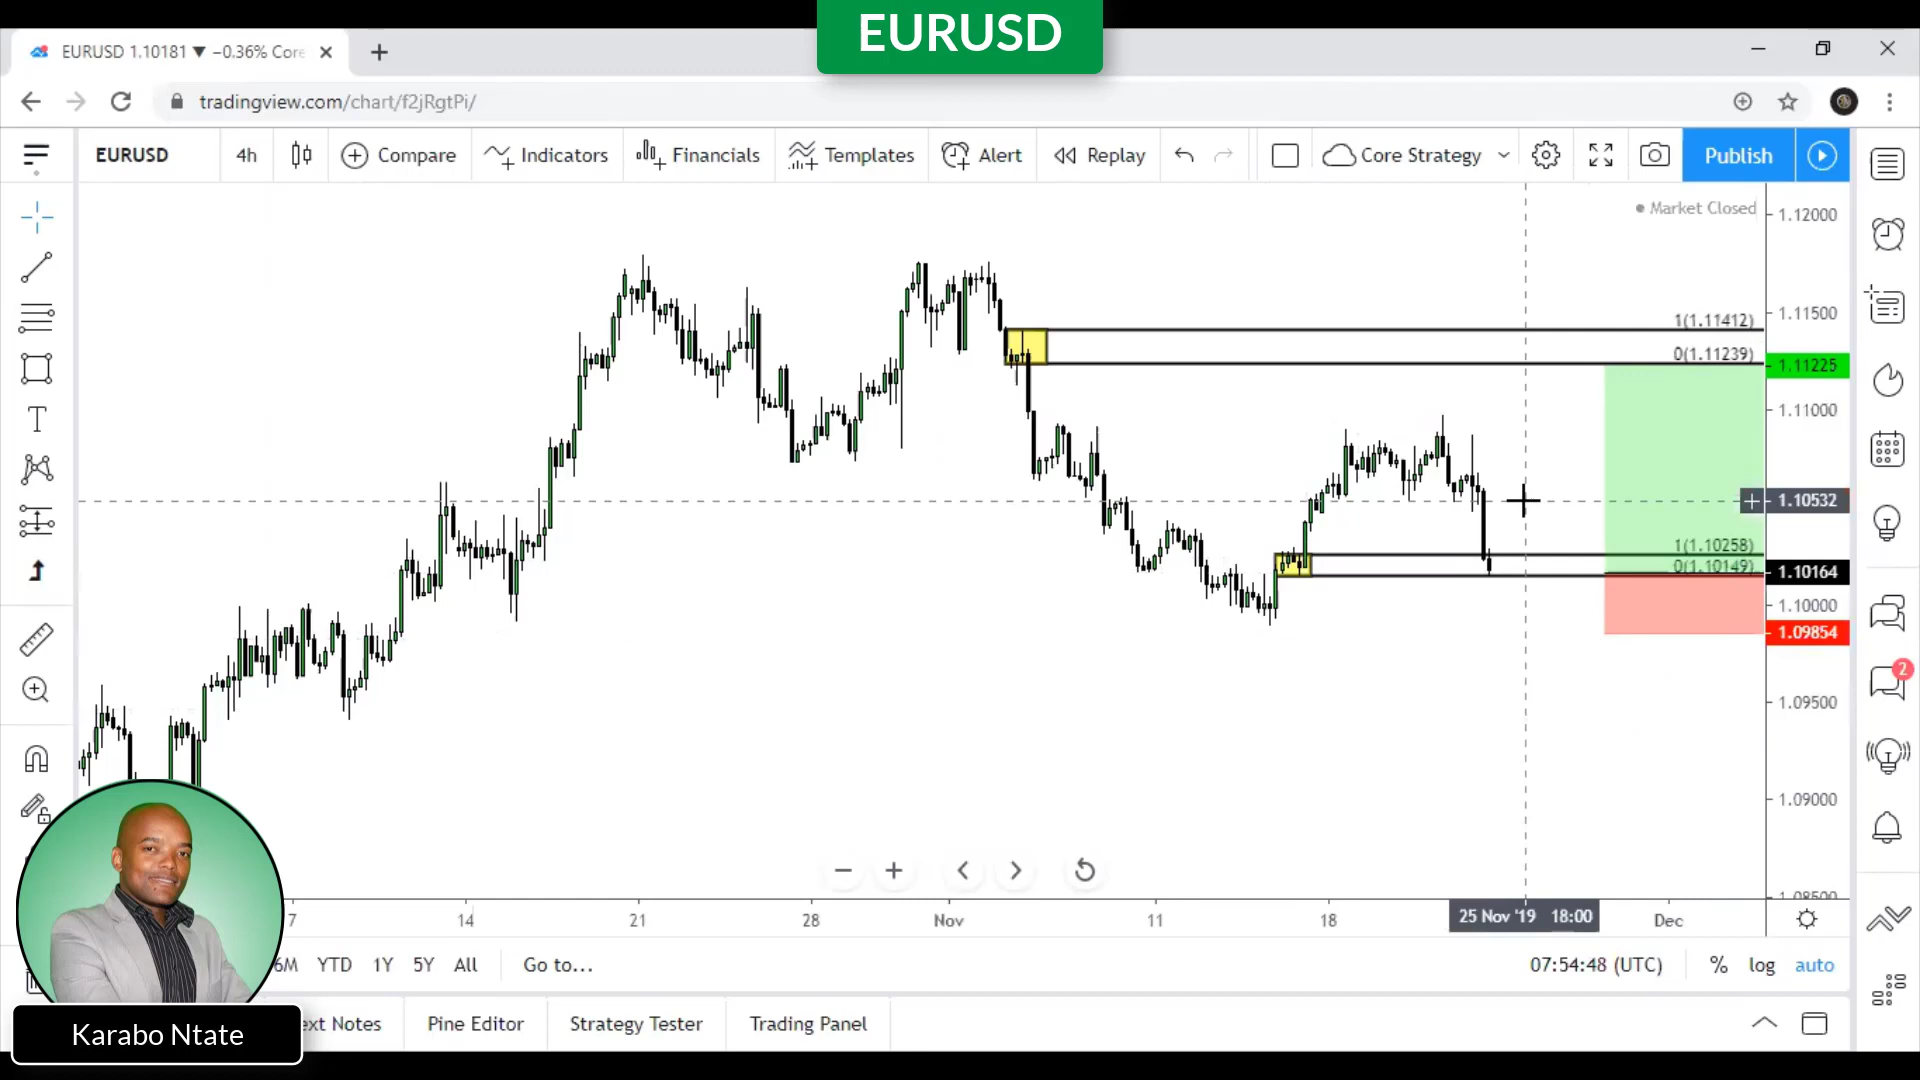 EURUSD
EURUSD 1.10181 ▼ −0.36% Core
tradingview.com/chart/f2jRgtPi/
EURUSD 4h Compare Indicators Financials Templates Alert Replay Core Strategy Publish
Market Closed
1.12000
1(1.11412)
1.11500
0(1.11239)
1.11225
1.11000
1.10532
1(1.10258)
0(1.10149)
1.10164
1.10000
1.09854
1.09500
1.09000
1.08500
2
7 14 21 28 Nov 11 18 25 Nov '19 18:00 Dec
6M YTD 1Y 5Y All Go to... 07:54:48 (UTC) % log auto
ext Notes Pine Editor Strategy Tester Trading Panel
Karabo Ntate